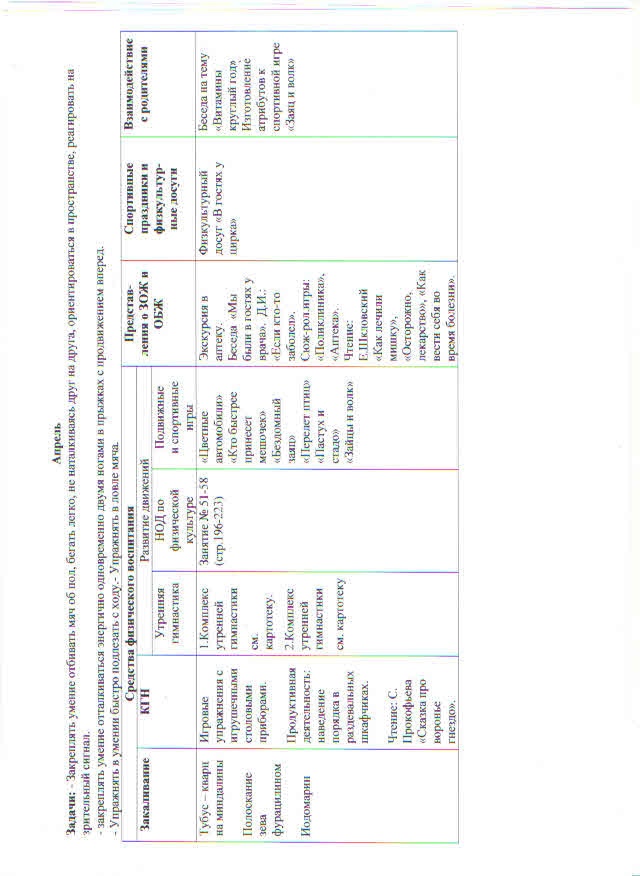 Апрель
Задачи: - Закреплять умение отбивать мяч об пол, бегать легко, не наталкиваясь друг на друга, ориентироваться в пространстве, реагировать на
зрительный сигнал.
- закреплять умение отталкиваться энергично одновременно двумя ногами в прыжках с продвижением вперед.
- Упражнять в умении быстро подлезать с ходу.- Упражнять в ловле мяча.
Средства физического воспитания
Закаливание
КГН
Развитие движений
Утренняя
гимнастика
НОД по
физической
культуре
Подвижные
и спортивные
игры
Представ-
ления о ЗОЖ и
ОБЖ
Спортивные
праздники и
физкультур-
ные досуги
Взаимодействие
с родителями
Тубус – кварц
на миндалины
Полоскание
зева
фурацилином
Иодомарин
Игровые
упражнения с
игрушечными
столовыми
приборами.
Продуктивная
деятельность:
наведение
порядка в
раздевальных
шкафчиках.
Чтение: С.
Прокофьева
«Сказка про
воронье
гнездо».
1.Комплекс
утренней
гимнастики
см.
картотеку.
2.Комплекс
утренней
гимнастики
см. картотеку
Занятие № 51-58
(стр.196-223)
«Цветные
автомобили»
«Кто быстрее
принесет
мешочек»
«Бездомный
заяц»
«Перелет птиц»
«Пастух и
стадо»
«Зайцы и волк»
Экскурсия в
аптеку.
Беседа «Мы
были в гостях у
врача». Д.И.:
«Если кто-то
заболел».
Сюж-рол.игры:
«Поликлиника»,
«Аптека».
Чтение:
Е.Шкловский
«Как лечили
мишку»,
«Осторожно,
лекарство», «Как
вести себя во
время болезни».
Физкультурный
досуг «В гостях у
цирка»
Беседа на тему
«Витамины
круглый год»
Изготовление
атрибутов к
спортивной игре
«Заяц и волк»